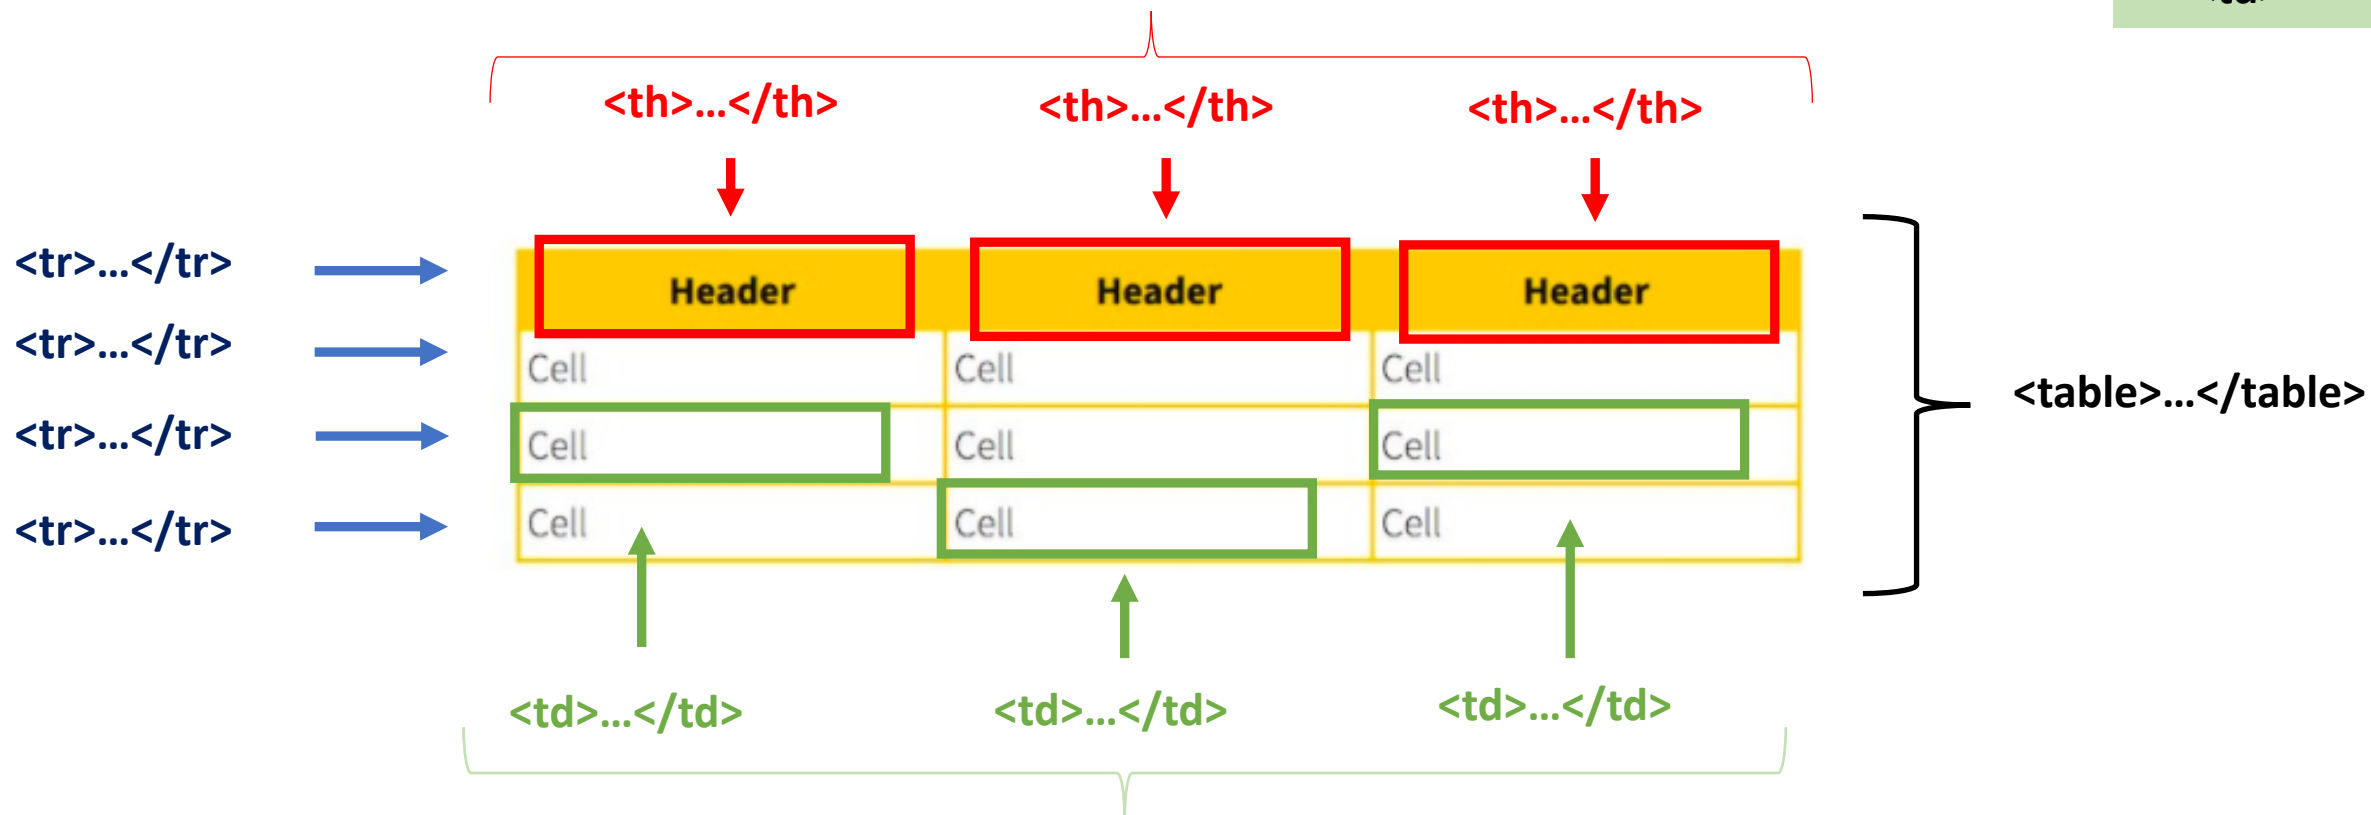 <th>...</th> <th>...</th> <th>...</th>
<tr>...</tr> Header Header Header
<tr>...</tr> Cell Cell Cell
<table>...</table>
<tr>...</tr> Cell Cell Cell
<tr>...</tr> Cell Cell Cell
<td>...</td> <td>...</td> <td>...</td>